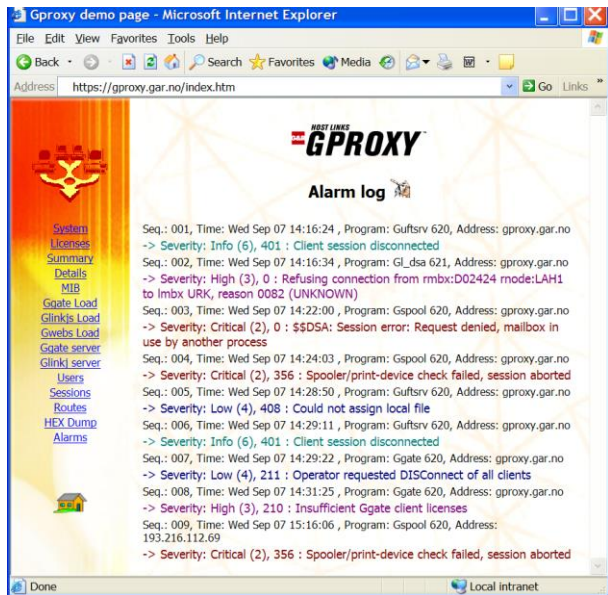 Gproxy demo page - Microsoft Internet Explorer
File Edit View Favorites Tools Help
Back Search Favorites Media
Address https://gproxy.gar.no/index.htm Go Links »
HOST LINKS
GPROXY
Alarm log
System
Licenses
Summary
Details
MIB
Ggate Load
Glinkjs Load
Gwebs Load
Ggate server
Glinkj server
Users
Sessions
Routes
HEX Dump
Alarms
Seq.: 001, Time: Wed Sep 07 14:16:24 , Program: Guftsrv 620, Address: gproxy.gar.no
-> Severity: Info (6), 401 : Client session disconnected
Seq.: 002, Time: Wed Sep 07 14:16:34 , Program: Gl_dsa 621, Address: gproxy.gar.no
-> Severity: High (3), 0 : Refusing connection from rmbx:D02424 rnode:LAH1
to lmbx URK, reason 0082 (UNKNOWN)
Seq.: 003, Time: Wed Sep 07 14:22:00 , Program: Gspool 620, Address: gproxy.gar.no
-> Severity: Critical (2), 0 : $$DSA: Session error: Request denied, mailbox in
use by another process
Seq.: 004, Time: Wed Sep 07 14:24:03 , Program: Gspool 620, Address: gproxy.gar.no
-> Severity: Critical (2), 356 : Spooler/print-device check failed, session aborted
Seq.: 005, Time: Wed Sep 07 14:28:50 , Program: Guftsrv 620, Address: gproxy.gar.no
-> Severity: Low (4), 408 : Could not assign local file
Seq.: 006, Time: Wed Sep 07 14:29:11 , Program: Guftsrv 620, Address: gproxy.gar.no
-> Severity: Info (6), 401 : Client session disconnected
Seq.: 007, Time: Wed Sep 07 14:29:22 , Program: Ggate 620, Address: gproxy.gar.no
-> Severity: Low (4), 211 : Operator requested DISConnect of all clients
Seq.: 008, Time: Wed Sep 07 14:31:25 , Program: Ggate 620, Address: gproxy.gar.no
-> Severity: High (3), 210 : Insufficient Ggate client licenses
Seq.: 009, Time: Wed Sep 07 15:16:06 , Program: Gspool 620, Address:
193.216.112.69
-> Severity: Critical (2), 356 : Spooler/print-device check failed, session aborted
Done Local intranet